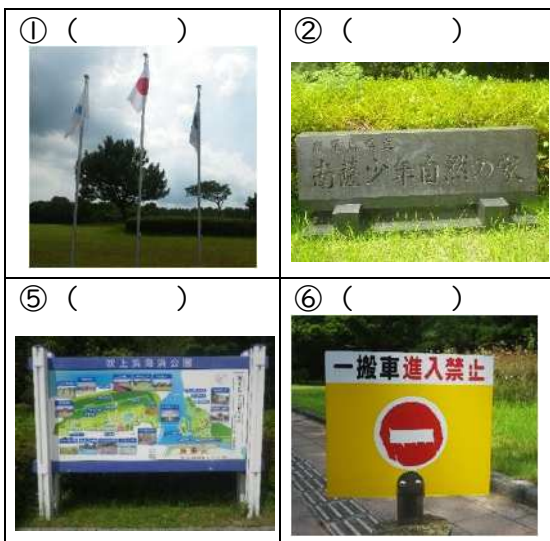 ① (　　　　)
② (　　　　)
南薩少年自然の家
⑤ (　　　　)
吹上浜海浜公園
⑥ (　　　　)
一搬車進入禁止